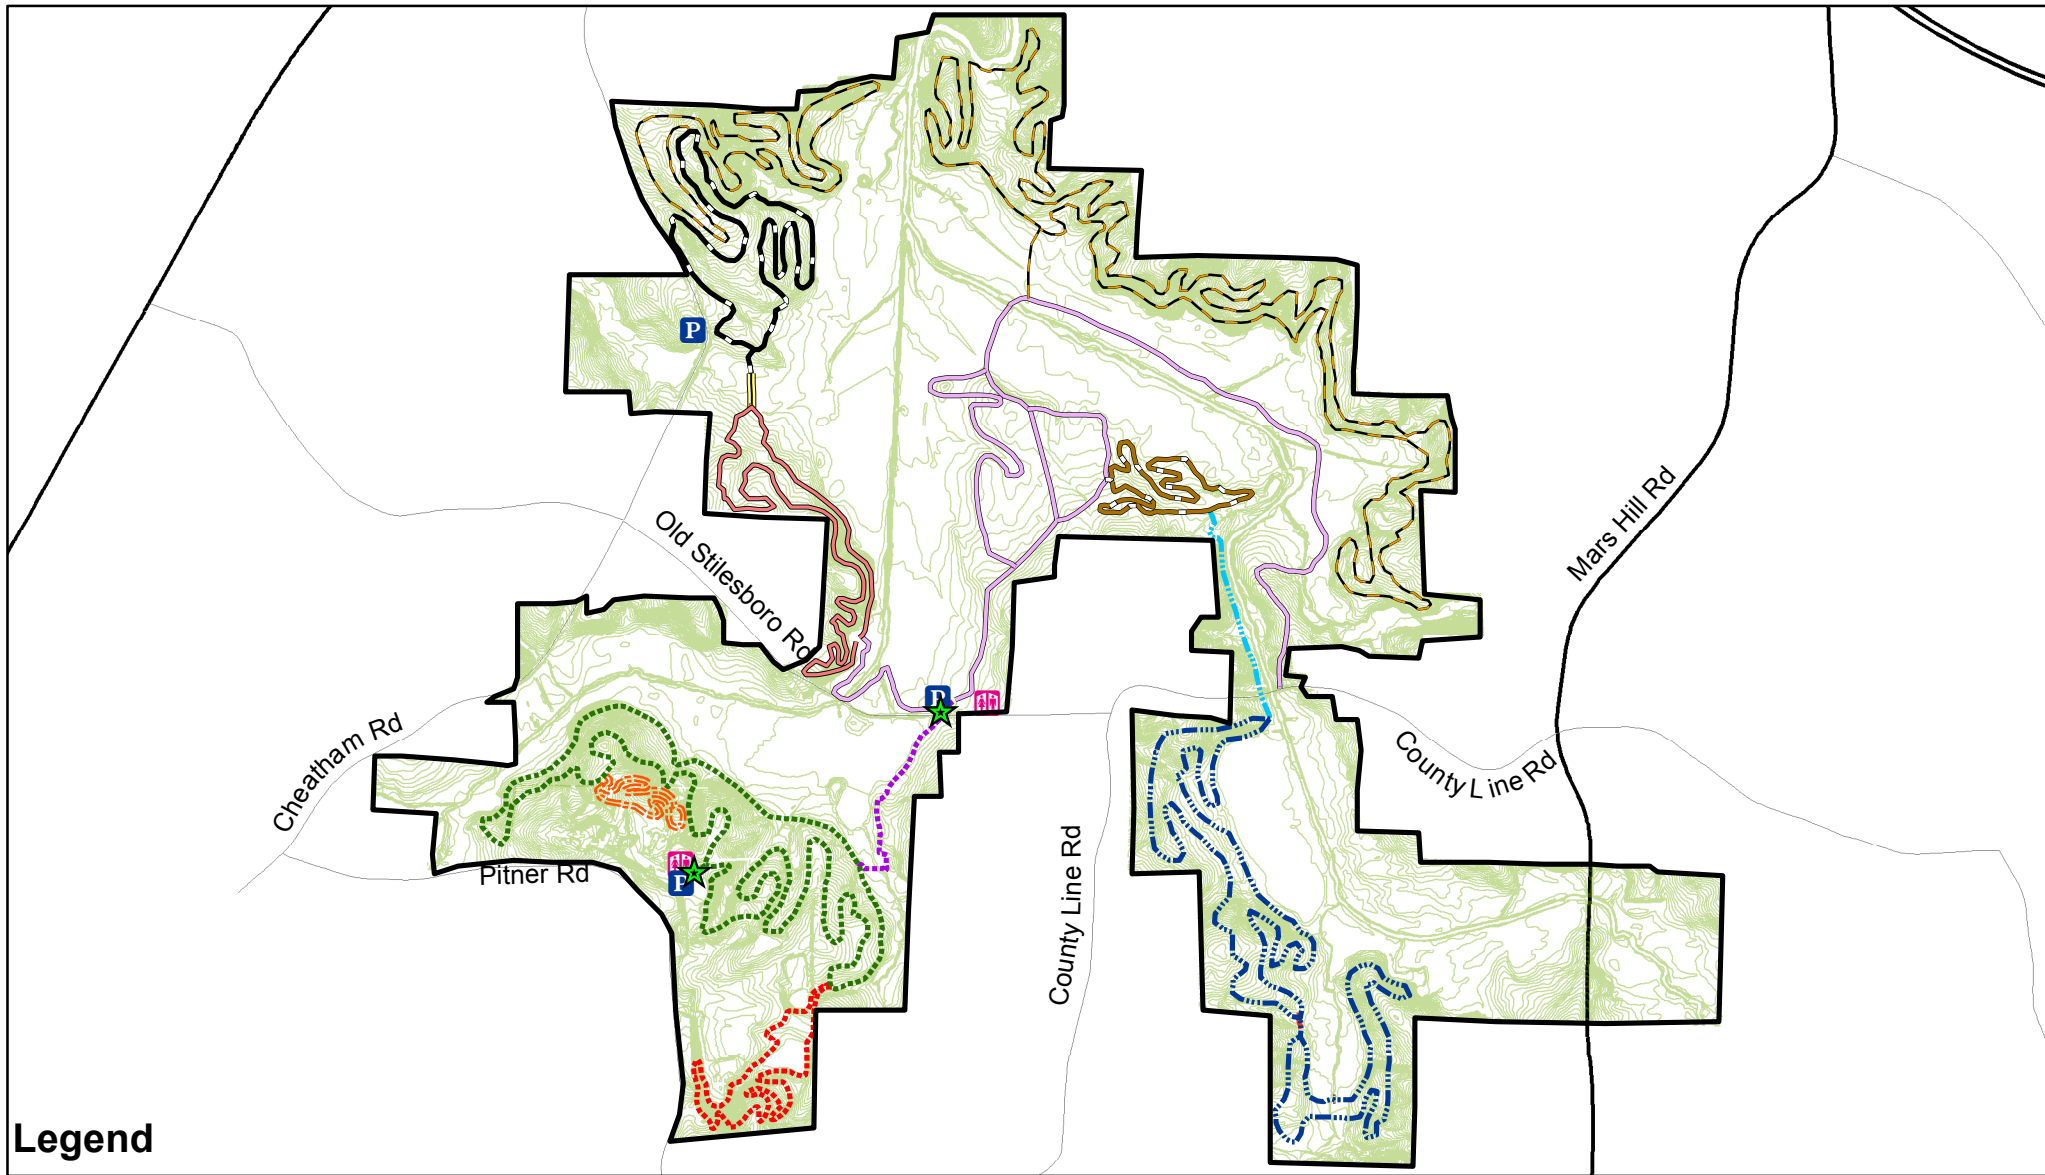 P
Old Stilesboro Rd
Mars Hill Rd
P
Cheatham Rd
County Line Rd
Pitner Rd
P
County Line Rd
Legend